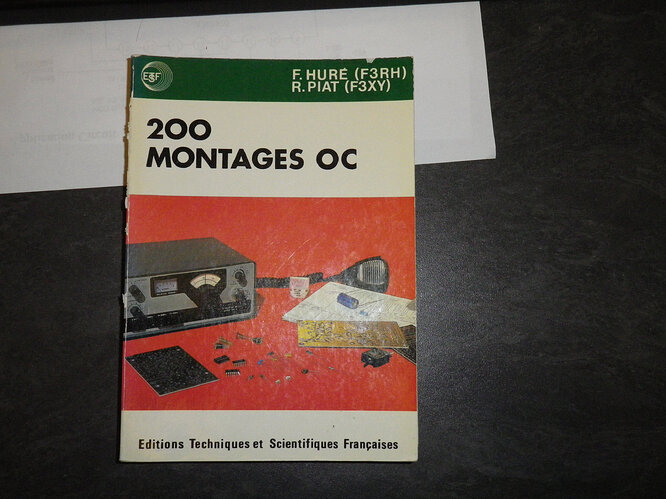 ETSF
F. HURÉ (F3RH)
R. PIAT (F3XY)
200
MONTAGES OC
Editions Techniques et Scientifiques Françaises